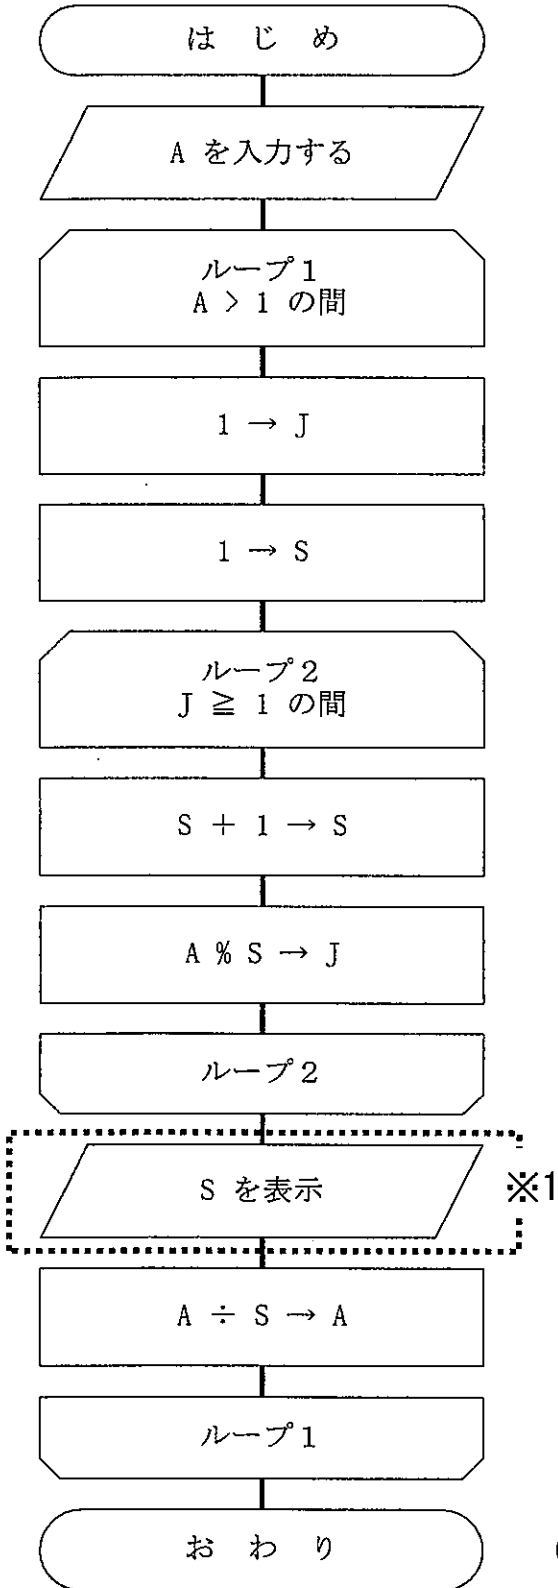 はじめ
A を入力する
ループ1
A > 1 の間
1 → J
1 → S
ループ2
J ≧ 1 の間
S + 1 → S
A % S → J
ループ2
S を表示
※1
A ÷ S → A
ループ1
おわり